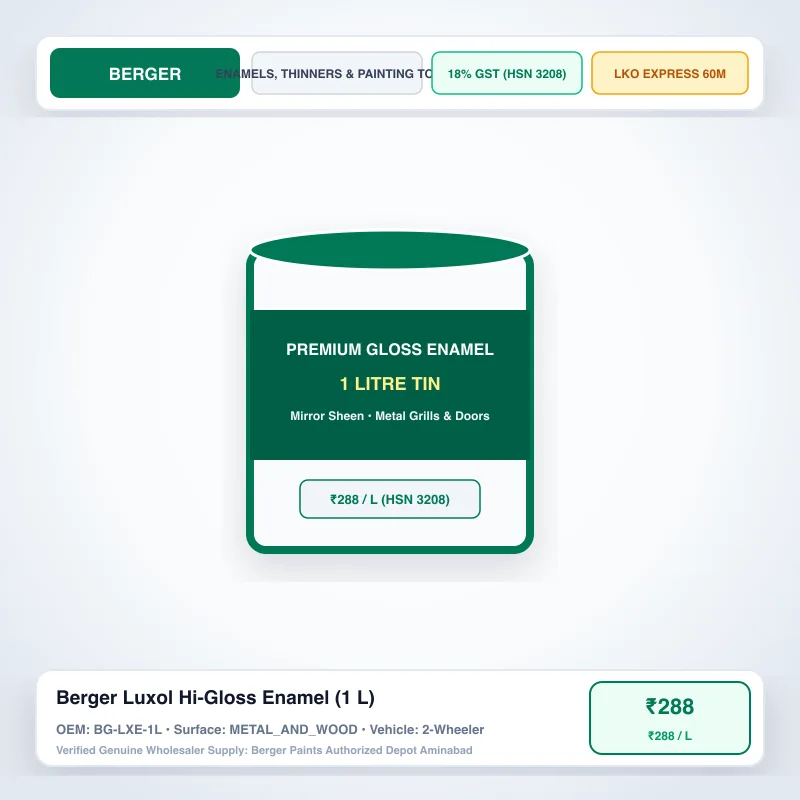 BERGER
ENAMELS, THINNERS & PAINTING TO
18% GST (HSN 3208)
LKO EXPRESS 60M
PREMIUM GLOSS ENAMEL
1 LITRE TIN
Mirror Sheen • Metal Grills & Doors
₹288 / L (HSN 3208)
Berger Luxol Hi-Gloss Enamel (1 L)
OEM: BG-LXE-1L • Surface: METAL_AND_WOOD • Vehicle: 2-Wheeler
Verified Genuine Wholesaler Supply: Berger Paints Authorized Depot Aminabad
₹288
₹288 / L